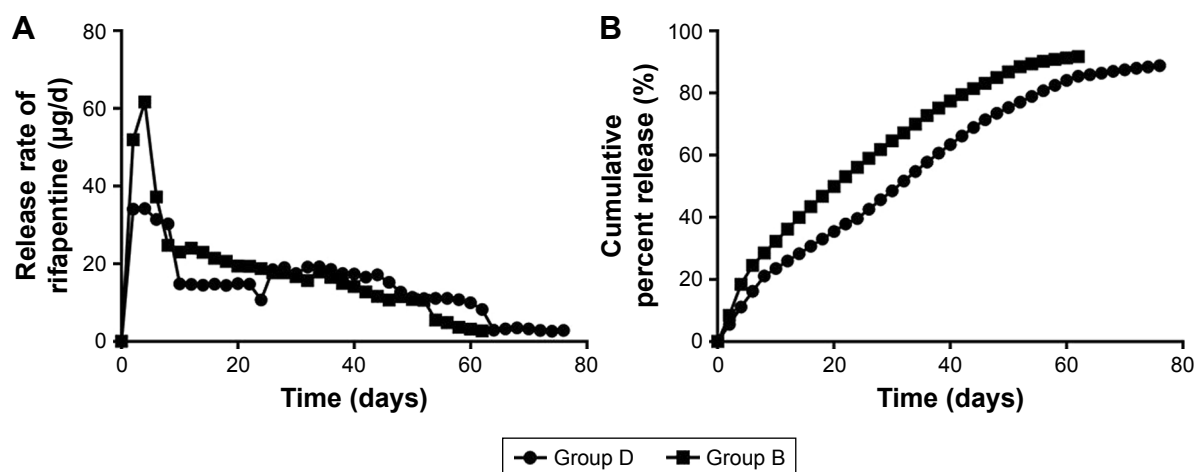 A
Release rate of
rifapentine (µg/d)
80
60
40
20
0
0 20 40 60 80
Time (days)
B
Cumulative
percent release (%)
100
80
60
40
20
0
0 20 40 60 80
Time (days)
Group D Group B